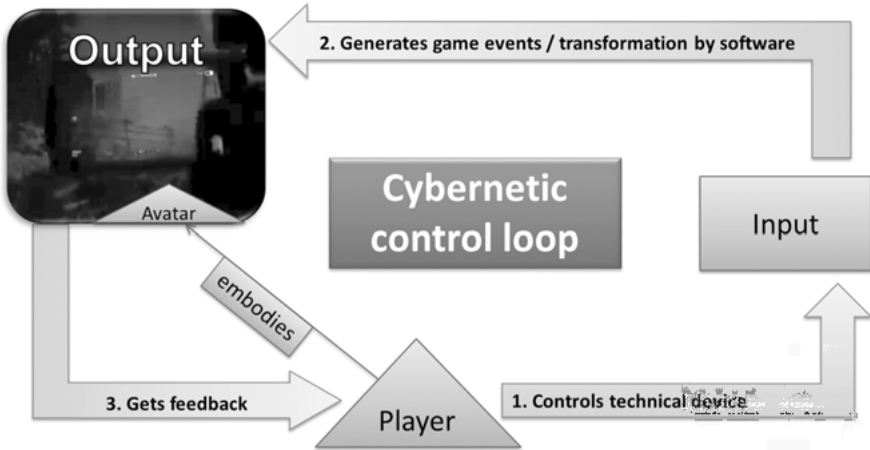 Output
2. Generates game events / transformation by software
Cybernetic
control loop
Avatar
Input
embodies
3. Gets feedback
Player
1. Controls technical device